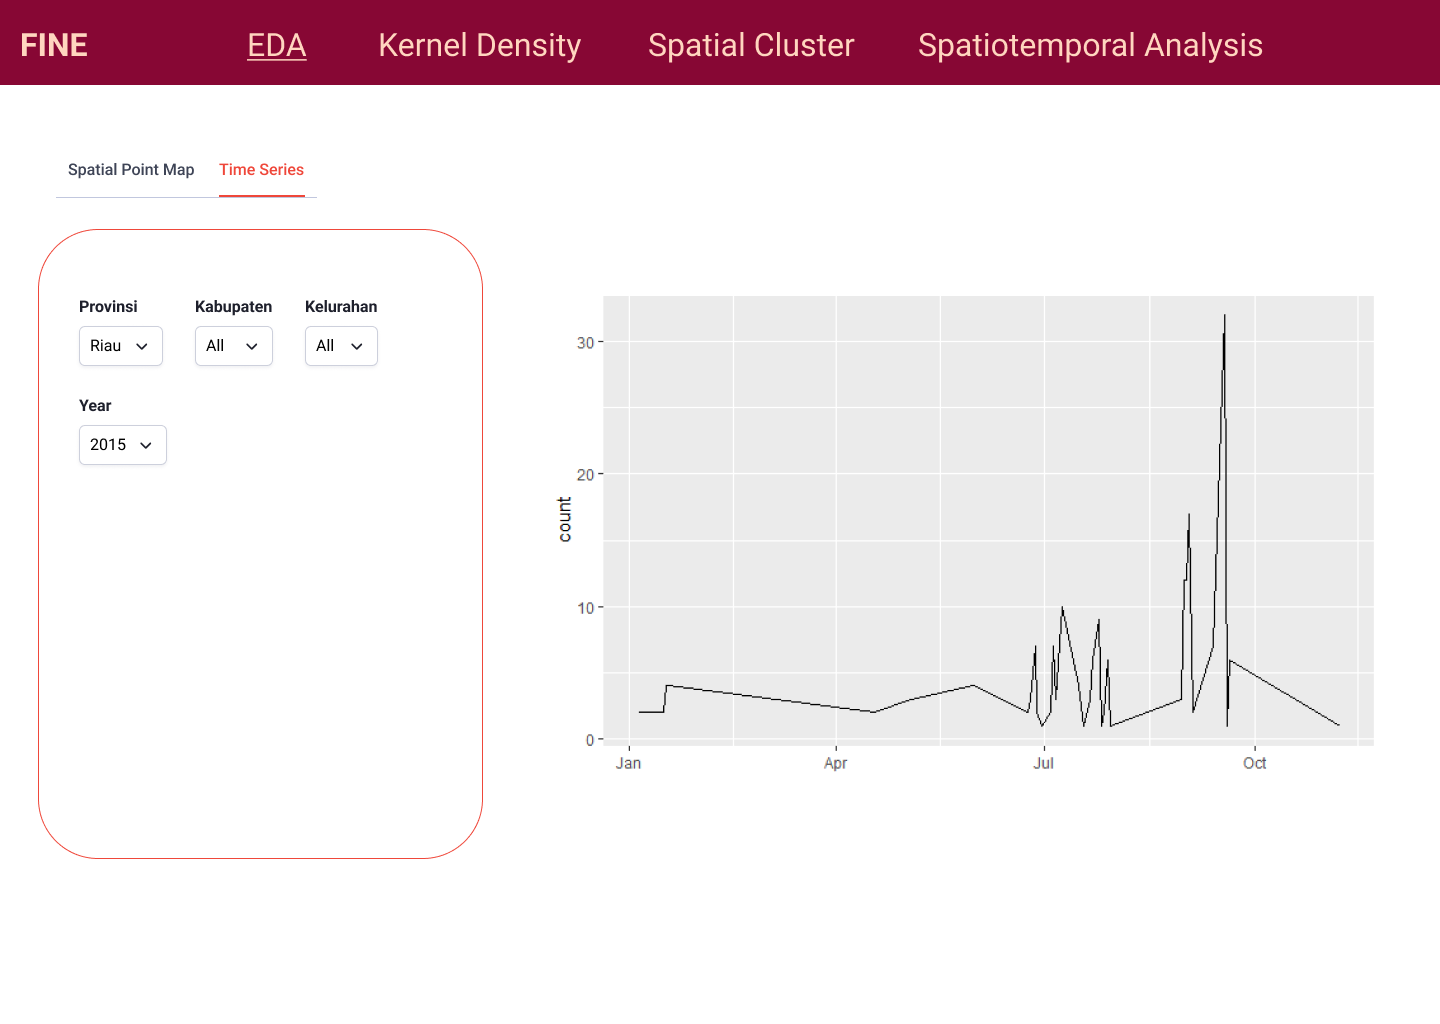 FINE EDA Kernel Density Spatial Cluster Spatiotemporal Analysis
Spatial Point Map Time Series
Provinsi Kabupaten Kelurahan
Riau All All
Year
2015
count
30
20
10
0
Jan Apr Jul Oct